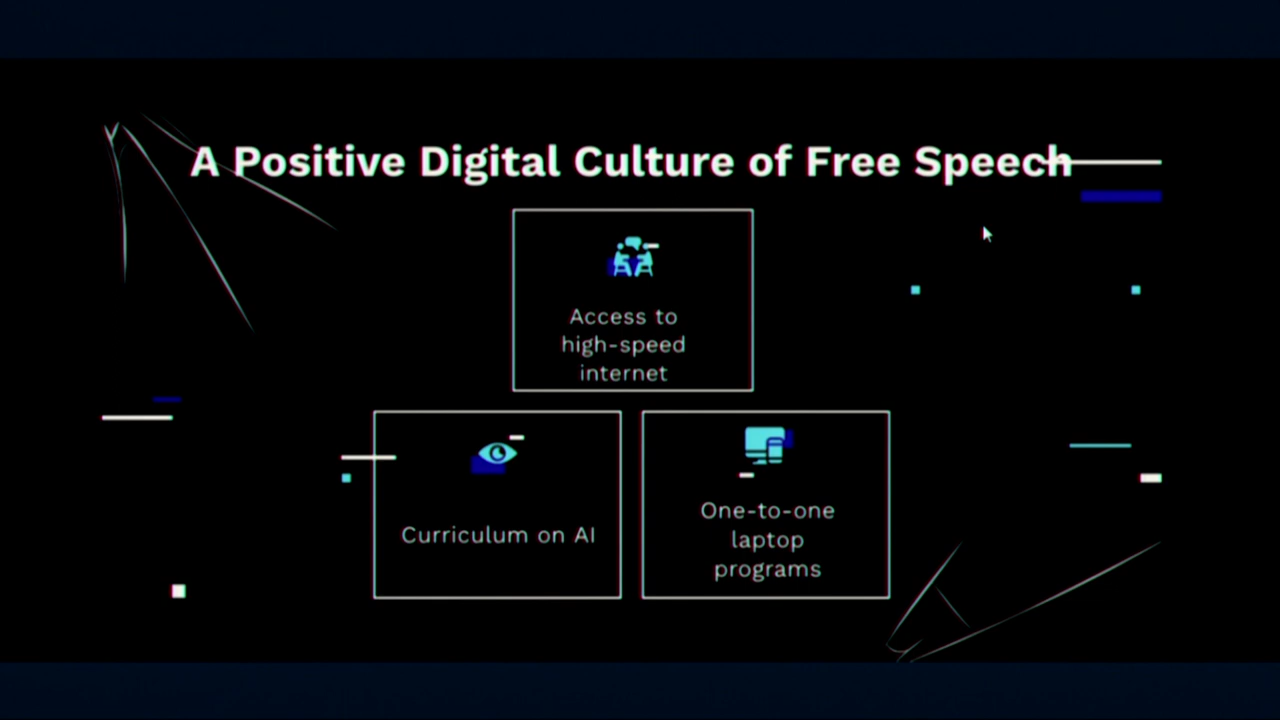 A Positive Digital Culture of Free Speech
Access to
high-speed
internet
Curriculum on AI
One-to-one
laptop
programs